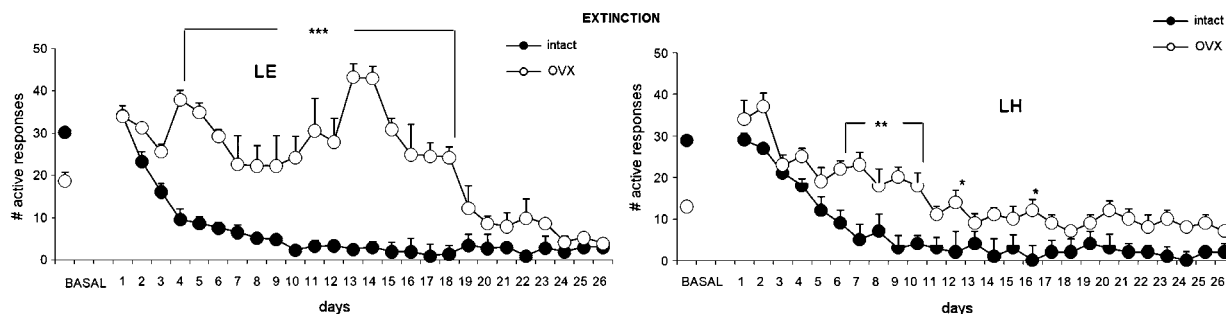 EXTINCTION
***
LE
intact
OVX
# active responses
50
40
30
20
10
0
BASAL 1 2 3 4 5 6 7 8 9 10 11 12 13 14 15 16 17 18 19 20 21 22 23 24 25 26
days
intact
OVX
LH
**
*
*
# active responses
50
40
30
20
10
0
BASAL 1 2 3 4 5 6 7 8 9 10 11 12 13 14 15 16 17 18 19 20 21 22 23 24 25 26
days